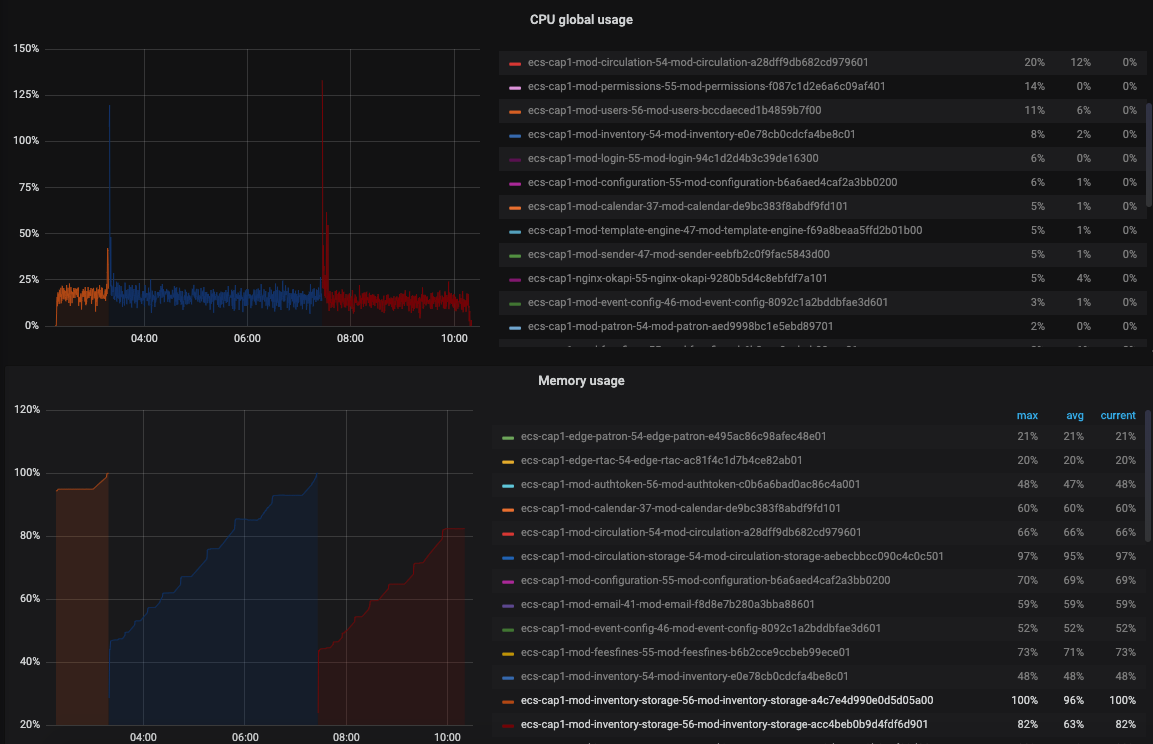 CPU global usage
150%
125%
100%
75%
50%
25%
0%
04:00 06:00 08:00 10:00
ecs-cap1-mod-circulation-54-mod-circulation-a28dff9db682cd979601 20% 12% 0%
ecs-cap1-mod-permissions-55-mod-permissions-f087c1d2e6a6c09af401 14% 0% 0%
ecs-cap1-mod-users-56-mod-users-bccdaeced1b4859b7f00 11% 6% 0%
ecs-cap1-mod-inventory-54-mod-inventory-e0e78cb0cdcfa4be8c01 8% 2% 0%
ecs-cap1-mod-login-55-mod-login-94c1d2d4b3c39de16300 6% 0% 0%
ecs-cap1-mod-configuration-55-mod-configuration-b6a6aed4caf2a3bb0200 6% 1% 0%
ecs-cap1-mod-calendar-37-mod-calendar-de9bc383f8abdf9fd101 5% 1% 0%
ecs-cap1-mod-template-engine-47-mod-template-engine-f69a8beaa5ffd2b01b00 5% 1% 0%
ecs-cap1-mod-sender-47-mod-sender-eebfb2c0f9fac5843d00 5% 1% 0%
ecs-cap1-nginx-okapi-55-nginx-okapi-9280b5d4c8ebfdf7a101 5% 4% 0%
ecs-cap1-mod-event-config-46-mod-event-config-8092c1a2bddbfae3d601 3% 1% 0%
ecs-cap1-mod-patron-54-mod-patron-aed9998bc1e5ebd89701 2% 0% 0%
Memory usage
120%
100%
80%
60%
40%
20%
04:00 06:00 08:00 10:00
max avg current
ecs-cap1-edge-patron-54-edge-patron-e495ac86c98afec48e01 21% 21% 21%
ecs-cap1-edge-rtac-54-edge-rtac-ac81f4c1d7b4ce82ab01 20% 20% 20%
ecs-cap1-mod-authtoken-56-mod-authtoken-c0b6a6bad0ac86c4a001 48% 47% 48%
ecs-cap1-mod-calendar-37-mod-calendar-de9bc383f8abdf9fd101 60% 60% 60%
ecs-cap1-mod-circulation-54-mod-circulation-a28dff9db682cd979601 66% 66% 66%
ecs-cap1-mod-circulation-storage-54-mod-circulation-storage-aebecbbcc090c4c0c501 97% 95% 97%
ecs-cap1-mod-configuration-55-mod-configuration-b6a6aed4caf2a3bb0200 70% 69% 69%
ecs-cap1-mod-email-41-mod-email-f8d8e7b280a3bba88601 59% 59% 59%
ecs-cap1-mod-event-config-46-mod-event-config-8092c1a2bddbfae3d601 52% 52% 52%
ecs-cap1-mod-feesfines-55-mod-feesfines-b6b2cce9ccbeb99ece01 73% 71% 73%
ecs-cap1-mod-inventory-54-mod-inventory-e0e78cb0cdcfa4be8c01 48% 48% 48%
ecs-cap1-mod-inventory-storage-56-mod-inventory-storage-a4c7e4d990e0d5d05a00 100% 96% 100%
ecs-cap1-mod-inventory-storage-56-mod-inventory-storage-acc4beb0b9d4fdf6d901 82% 63% 82%